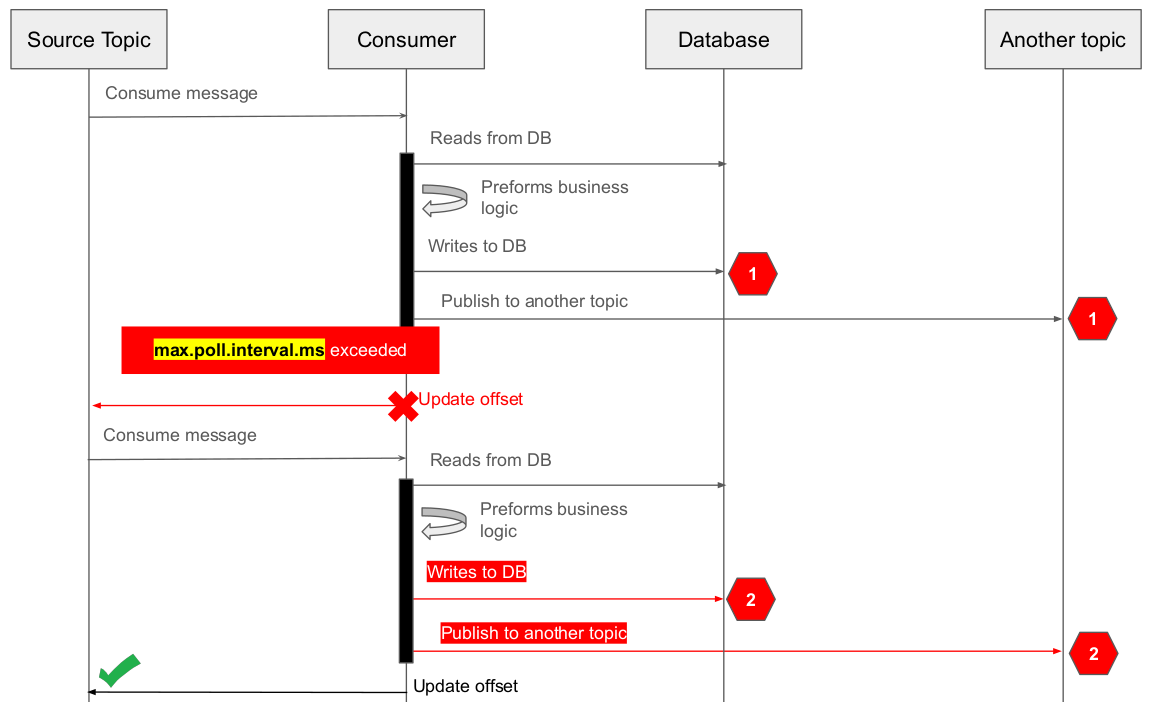 Source Topic
Consumer
Database
Another topic
Consume message
Reads from DB
Preforms business
logic
Writes to DB
1
Publish to another topic
1
max.poll.interval.ms exceeded
Update offset
Consume message
Reads from DB
Preforms business
logic
Writes to DB
2
Publish to another topic
2
Update offset